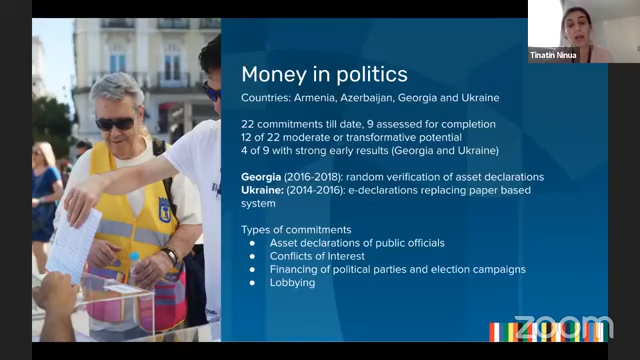 Tinatin Ninua
Money in politics
Countries: Armenia, Azerbaijan, Georgia and Ukraine
22 commitments till date, 9 assessed for completion
12 of 22 moderate or transformative potential
4 of 9 with strong early results (Georgia and Ukraine)
Georgia (2016-2018): random verification of asset declarations
Ukraine: (2014-2016): e-declarations replacing paper based
system
Types of commitments
● Asset declarations of public officials
● Conflicts of Interest
● Financing of political parties and election campaigns
● Lobbying
zoom